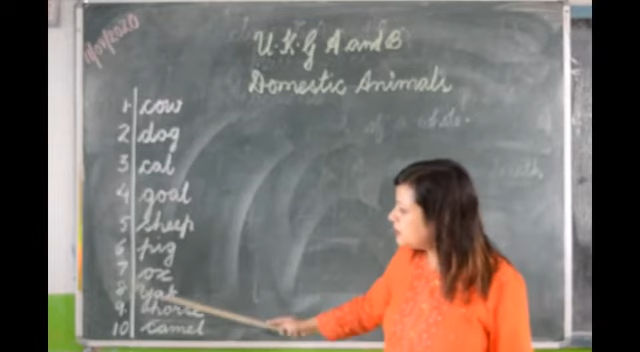 U.K.G A and B
Domestic Animals
1 cow
2 dog
3 cat
4 goat
5 sheep
6 pig
7 ox
8 yak
9 horse
10 camel